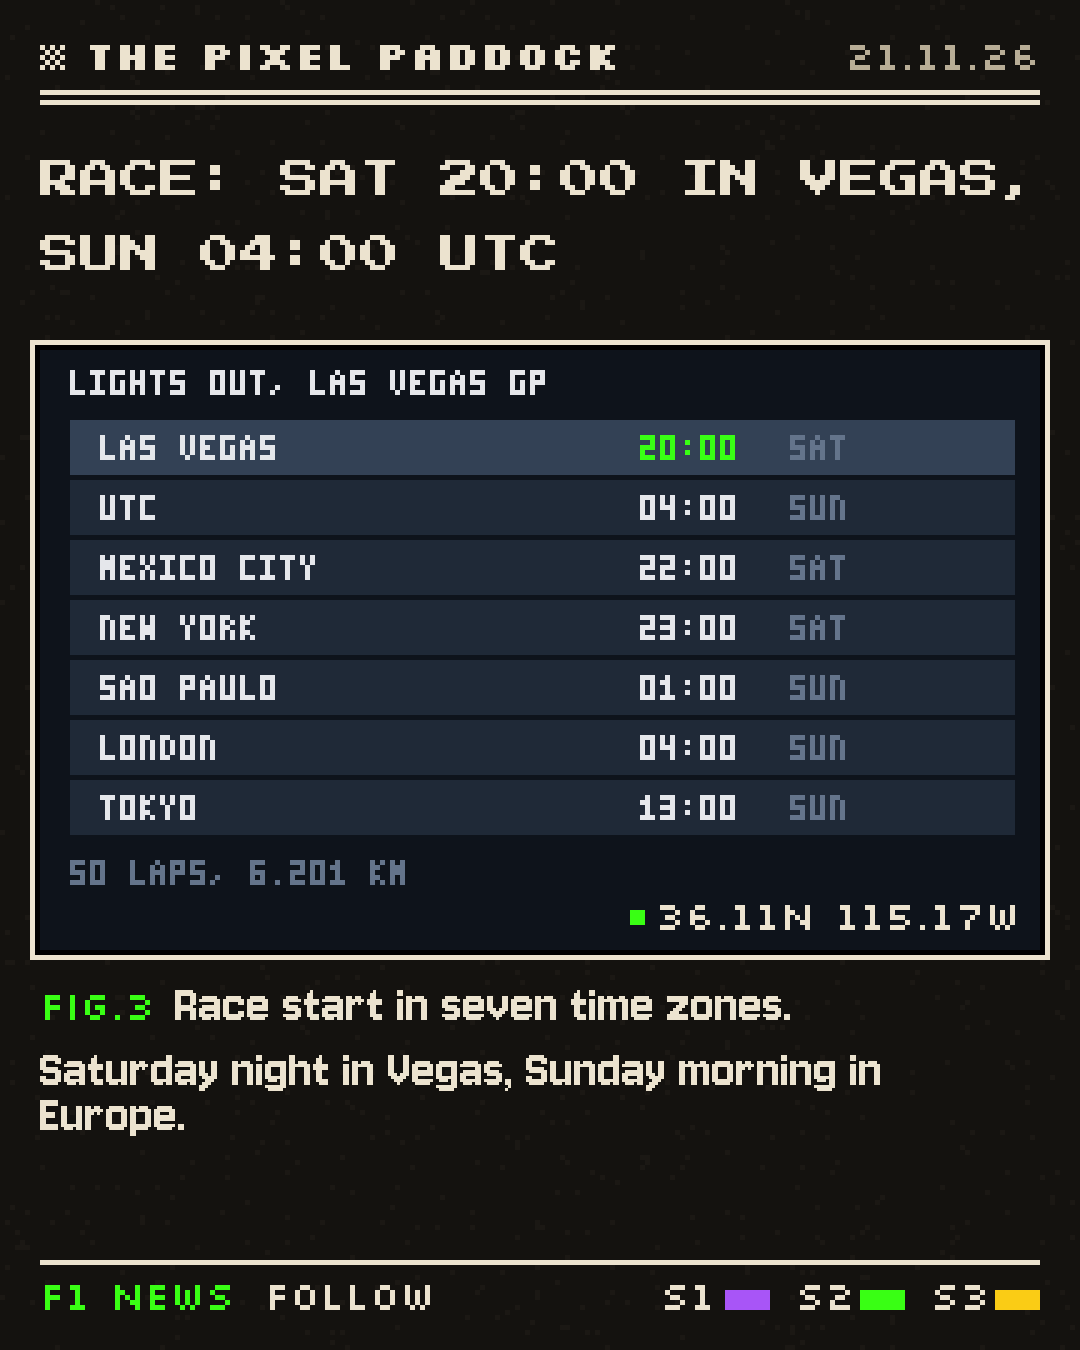 THE PIXEL PADDOCK 21.11.26
RACE: SAT 20:00 IN VEGAS,
SUN 04:00 UTC
LIGHTS OUT, LAS VEGAS GP
LAS VEGAS 20:00 SAT
UTC 04:00 SUN
MEXICO CITY 22:00 SAT
NEW YORK 23:00 SAT
SAO PAULO 01:00 SUN
LONDON 04:00 SUN
TOKYO 13:00 SUN
50 LAPS, 6.201 KM
36.11N 115.17W
FIG.3 Race start in seven time zones.
Saturday night in Vegas, Sunday morning in
Europe.
F1 NEWS FOLLOW S1 S2 S3